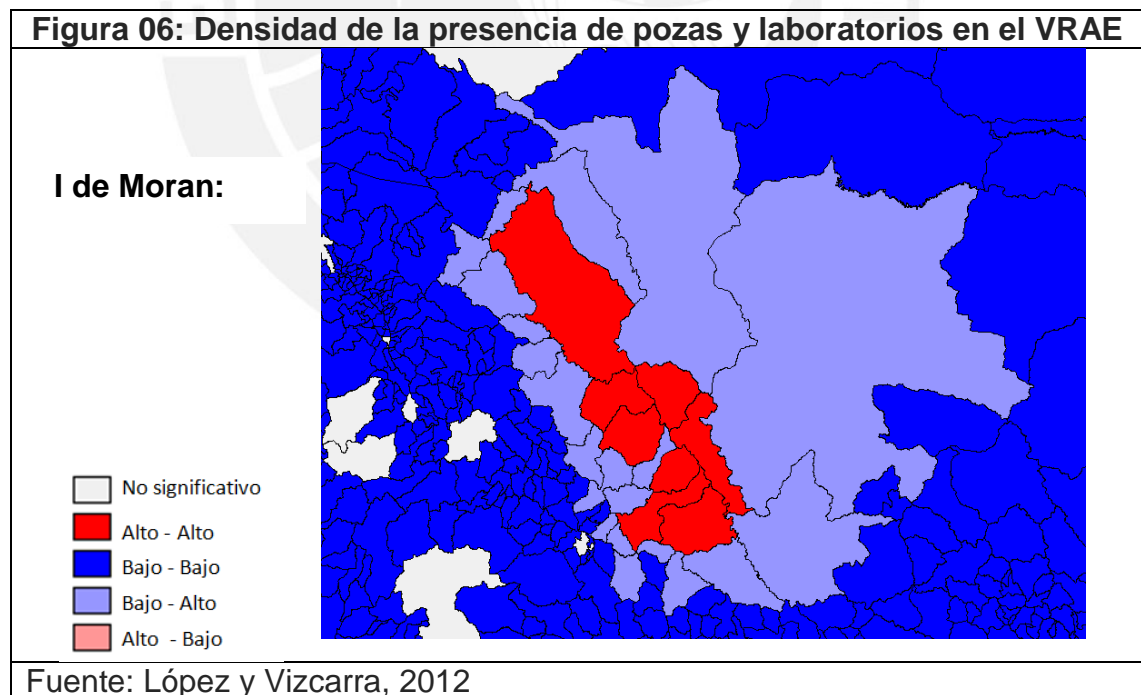 Figura 06: Densidad de la presencia de pozas y laboratorios en el VRAE
I de Moran:
No significativo
Alto - Alto
Bajo - Bajo
Bajo - Alto
Alto - Bajo
Fuente: López y Vizcarra, 2012